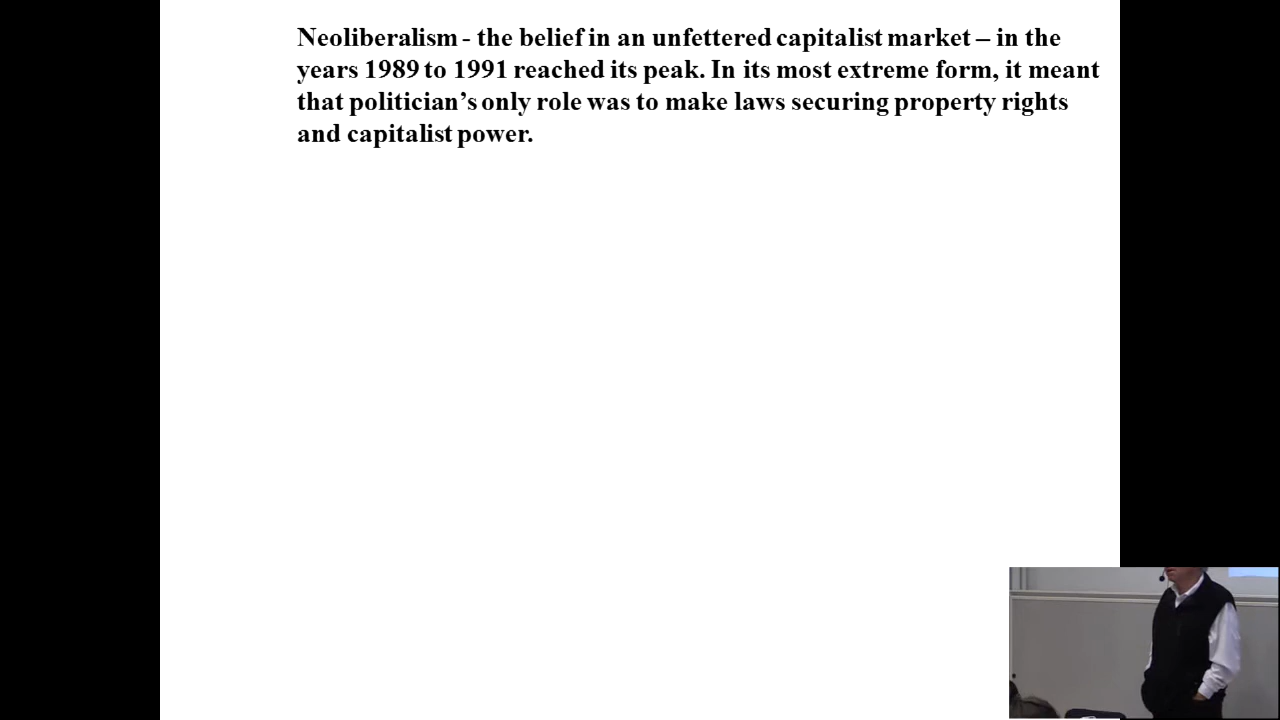 Neoliberalism - the belief in an unfettered capitalist market – in the
years 1989 to 1991 reached its peak. In its most extreme form, it meant
that politician’s only role was to make laws securing property rights
and capitalist power.